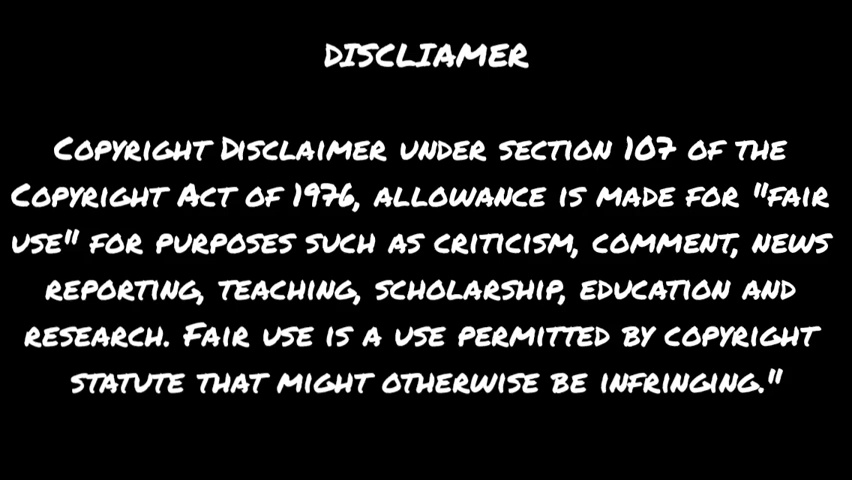 DISCLIAMER
COPYRIGHT DISCLAIMER UNDER SECTION 107 OF THE
COPYRIGHT ACT OF 1976, ALLOWANCE IS MADE FOR "FAIR
USE" FOR PURPOSES SUCH AS CRITICISM, COMMENT, NEWS
REPORTING, TEACHING, SCHOLARSHIP, EDUCATION AND
RESEARCH. FAIR USE IS A USE PERMITTED BY COPYRIGHT
STATUTE THAT MIGHT OTHERWISE BE INFRINGING."